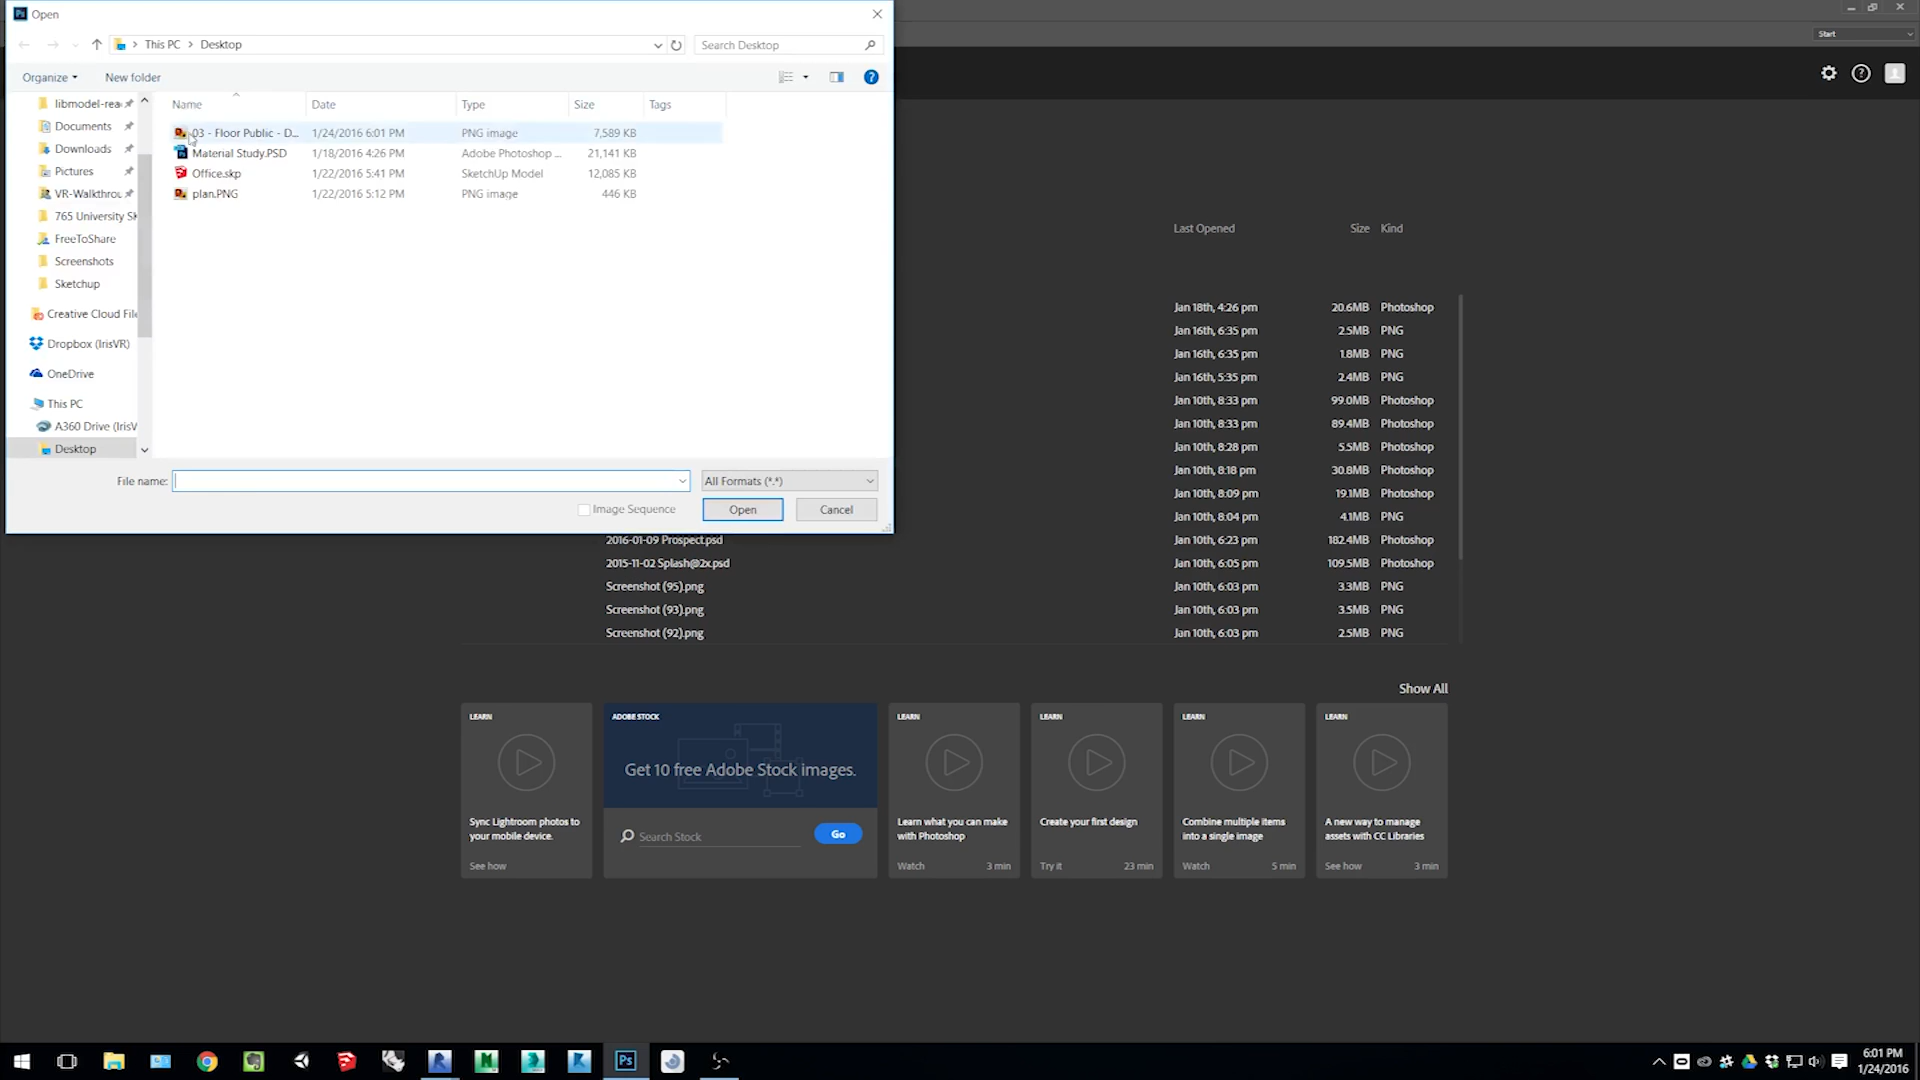 Ps Open
This PC > Desktop
Search Desktop
Organize
New folder
Name Date Type Size Tags
03 - Floor Public - D... 1/24/2016 6:01 PM PNG image 7,589 KB
Material Study.PSD 1/18/2016 4:26 PM Adobe Photoshop ... 21,141 KB
Office.skp 1/22/2016 5:41 PM SketchUp Model 12,085 KB
plan.PNG 1/22/2016 5:12 PM PNG image 446 KB
libmodel-rea
Documents
Downloads
Pictures
VR-Walkthrou
765 University Sk
FreeToShare
Screenshots
Sketchup
Creative Cloud File
Dropbox (IrisVR)
OneDrive
This PC
A360 Drive (IrisV
Desktop
File name:
All Formats (*.*)
Image Sequence
Open
Cancel
Start
Last Opened Size Kind
Jan 18th, 4:26 pm 20.6MB Photoshop
Jan 16th, 6:35 pm 2.5MB PNG
Jan 16th, 6:35 pm 1.8MB PNG
Jan 16th, 5:35 pm 2.4MB PNG
Jan 10th, 8:33 pm 99.0MB Photoshop
Jan 10th, 8:33 pm 89.4MB Photoshop
Jan 10th, 8:28 pm 5.5MB Photoshop
Jan 10th, 8:18 pm 30.8MB Photoshop
Jan 10th, 8:09 pm 19.1MB Photoshop
Jan 10th, 8:04 pm 4.1MB PNG
2016-01-09 Prospect.psd Jan 10th, 6:23 pm 182.4MB Photoshop
2015-11-02 Splash@2x.psd Jan 10th, 6:05 pm 109.5MB Photoshop
Screenshot (95).png Jan 10th, 6:03 pm 3.3MB PNG
Screenshot (93).png Jan 10th, 6:03 pm 3.5MB PNG
Screenshot (92).png Jan 10th, 6:03 pm 2.5MB PNG
Show All
LEARN
Sync Lightroom photos to
your mobile device.
See how
ADOBE STOCK
Get 10 free Adobe Stock images.
Search Stock
Go
LEARN
Learn what you can make
with Photoshop
Watch 3 min
LEARN
Create your first design
Try it 23 min
LEARN
Combine multiple items
into a single image
Watch 5 min
LEARN
A new way to manage
assets with CC Libraries
See how 3 min
Ps
6:01 PM
1/24/2016